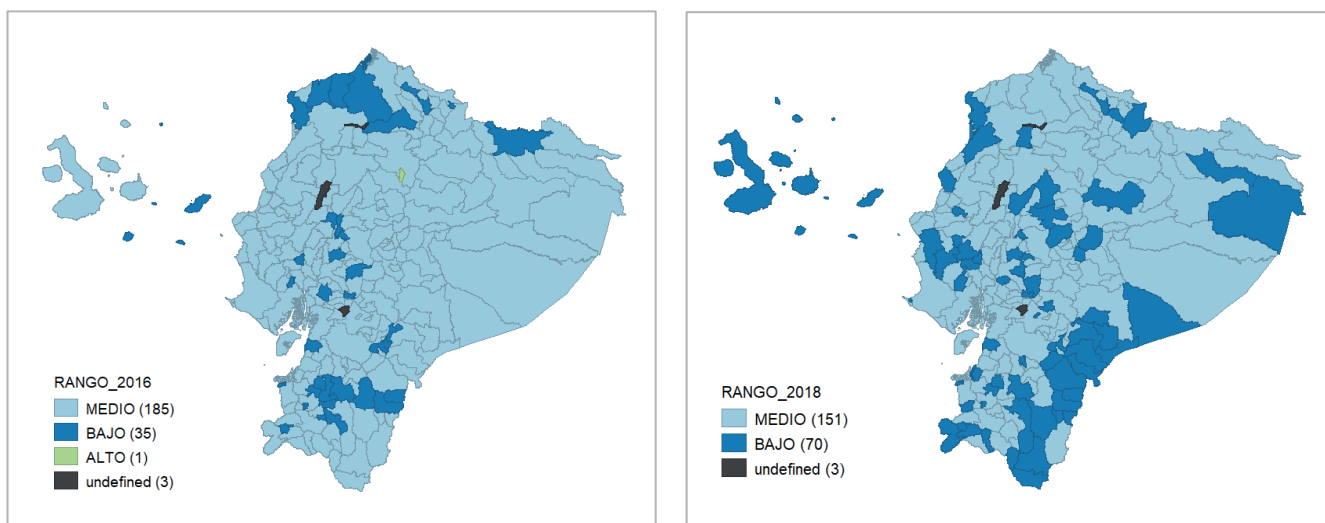 RANGO_2016
MEDIO (185)
BAJO (35)
ALTO (1)
undefined (3)
RANGO_2018
MEDIO (151)
BAJO (70)
undefined (3)